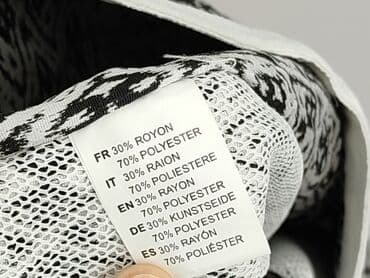 FR 30% ROYON
70% POLYESTER
IT 30% RAION
70% POLIESTERE
EN 30% RAYON
70% POLYESTER
DE 30% KUNSTSEIDE
70% POLYESTER
ES 30% RAYÓN
70% POLIÉSTER